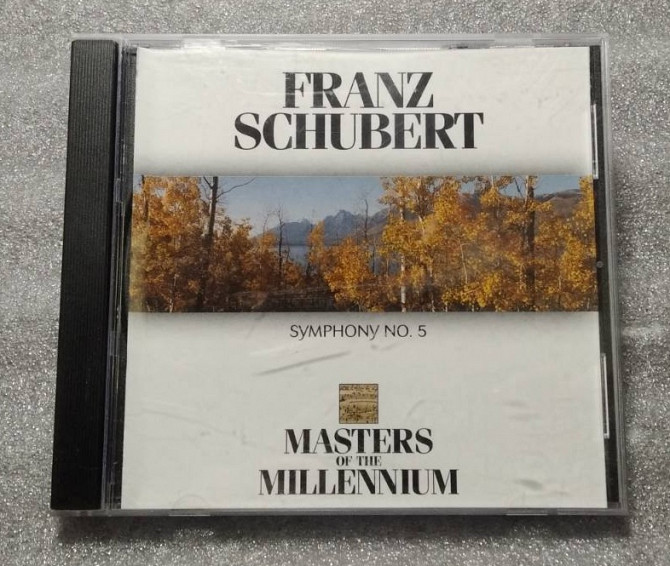 FRANZ
SCHUBERT
SYMPHONY NO. 5
MASTERS
OF THE
MILLENNIUM